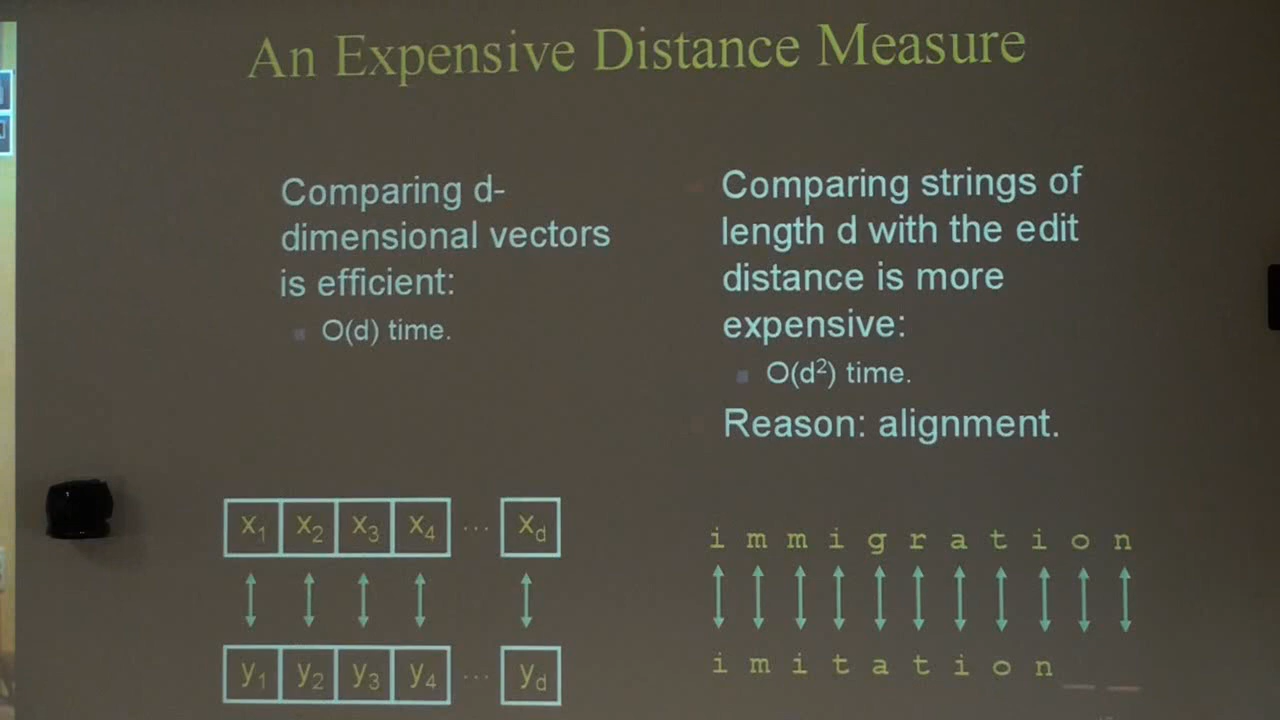 An Expensive Distance Measure
Comparing d-
dimensional vectors
is efficient:
O(d) time.
Comparing strings of
length d with the edit
distance is more
expensive:
O(d²) time.
Reason: alignment.
x₁ x₂ x₃ x₄ ... x_d
y₁ y₂ y₃ y₄ ... y_d
i m m i g r a t i o n
i m i t a t i o n _ _